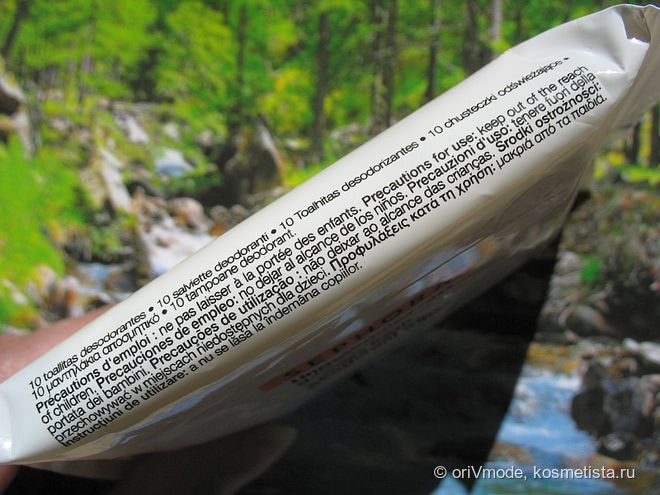 10 toallitas desodorantes • 10 salviette deodoranti • 10 Toalhitas desodorizantes • 10 chusteczki odświeżające •
10 μαντηλάκια αποσμητικό • 10 tampoane deodorant.
Précautions d'emploi : ne pas laisser à la portée des enfants. Precautions for use: keep out of the reach
of children. Precauciones de empleo: no dejar al alcance de los niños. Precauzioni d'uso: tenere fuori della
portata dei bambini. Precauções de utilização : não deixar ao alcance das crianças. Środki ostrożności:
przechowywać w miejscach niedostępnych dla dzieci. Προφυλάξεις κατά τη χρήση: μακριά από τα παιδιά.
Instrucţiuni de utilizare: a nu se lăsa la îndemâna copiilor.
SEPHORA
© oriVmode, kosmetista.ru